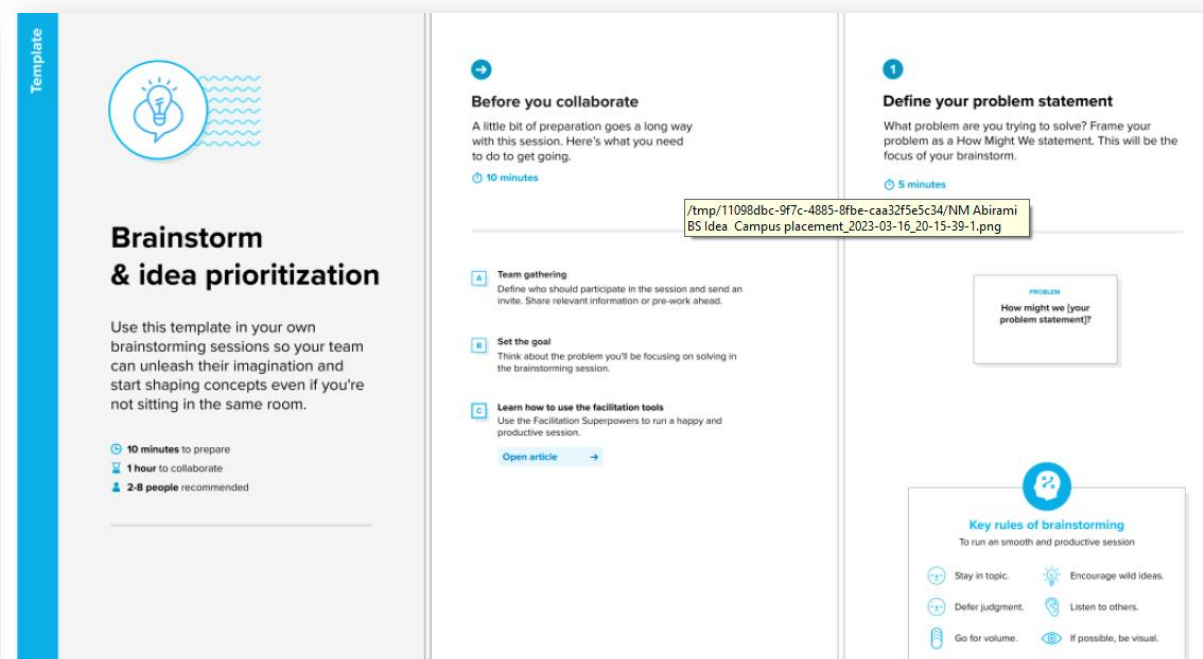 Template
Brainstorm
& idea prioritization
Use this template in your own
brainstorming sessions so your team
can unleash their imagination and
start shaping concepts even if you're
not sitting in the same room.
10 minutes to prepare
1 hour to collaborate
2-8 people recommended
Before you collaborate
A little bit of preparation goes a long way
with this session. Here's what you need
to do to get going.
10 minutes
A
Team gathering
Define who should participate in the session and send an
invite. Share relevant information or pre-work ahead.
B
Set the goal
Think about the problem you'll be focusing on solving in
the brainstorming session.
C
Learn how to use the facilitation tools
Use the Facilitation Superpowers to run a happy and
productive session.
Open article
1
Define your problem statement
What problem are you trying to solve? Frame your
problem as a How Might We statement. This will be the
focus of your brainstorm.
5 minutes
/tmp/11098dbc-9f7c-4885-8fbe-caa32f5e5c34/NM Abirami
BS Idea Campus placement_2023-03-16_20-15-39-1.png
PROBLEM
How might we [your
problem statement]?
Key rules of brainstorming
To run an smooth and productive session
Stay in topic.
Encourage wild ideas.
Defer judgment.
Listen to others.
Go for volume.
If possible, be visual.